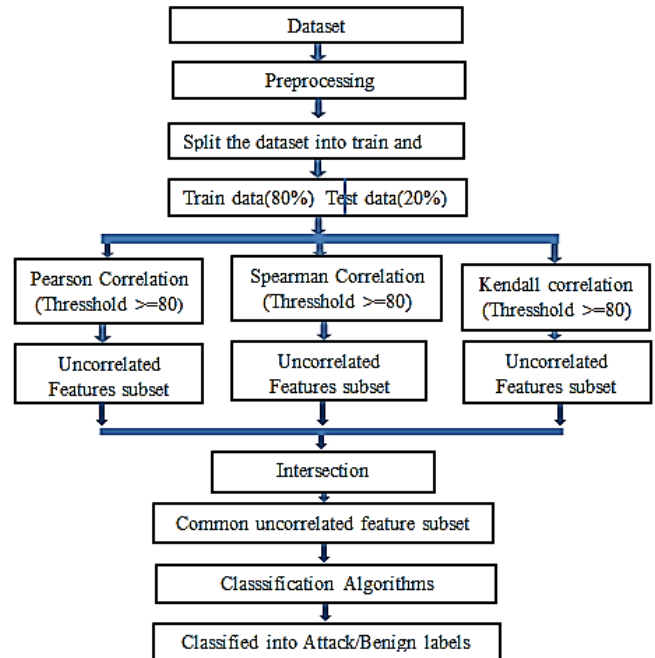 Dataset
Preprocessing
Split the dataset into train and
Train data(80%) Test data(20%)
Pearson Correlation
(Thresshold >=80)
Spearman Correlation
(Threshold >=80)
Kendall correlation
(Threshold >=80)
Uncorrelated
Features subset
Uncorrelated
Features subset
Uncorrelated
Features subset
Intersection
Common uncorrelated feature subset
Classsification Algorithms
Classified into Attack/Benign labels